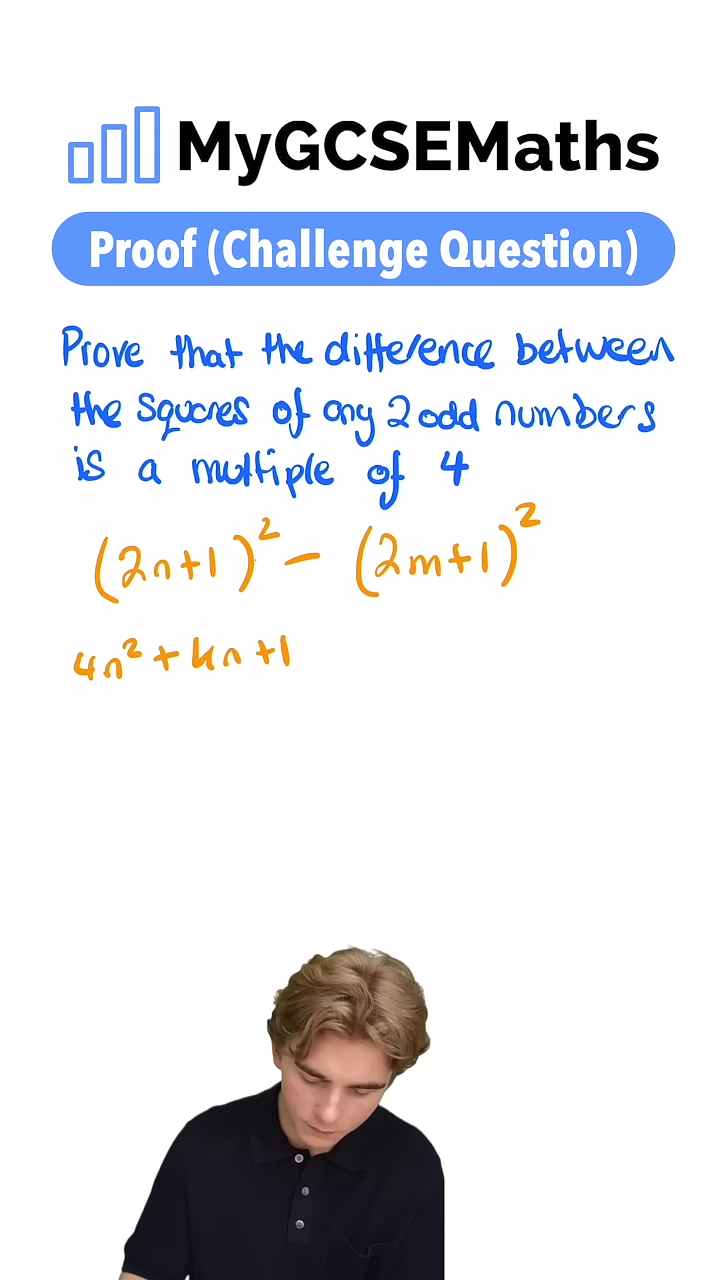 MyGCSEMaths
Proof (Challenge Question)
Prove that the difference between
the squares of any 2 odd numbers
is a multiple of 4
(2n+1)² − (2m+1)²
4n² + 4n + 1